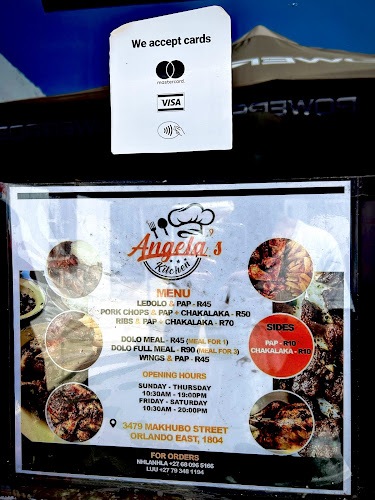 We accept cards
mastercard
VISA
POWERE
Angela's
Kitchen
MENU
LEDOLO & PAP - R45
PORK CHOPS & PAP + CHAKALAKA - R50
RIBS & PAP + CHAKALAKA - R70
DOLO MEAL - R45 (MEAL FOR 1)
DOLO FULL MEAL - R90 (MEAL FOR 3)
WINGS & PAP - R45
SIDES
PAP - R10
CHAKALAKA - R10
OPENING HOURS
SUNDAY - THURSDAY
10:30AM - 19:00PM
FRIDAY - SATURDAY
10:30AM - 20:00PM
3479 MAKHUBO STREET
ORLANDO EAST, 1804
FOR ORDERS
NHLANHLA +27 68 096 5166
LUU +27 79 348 1194